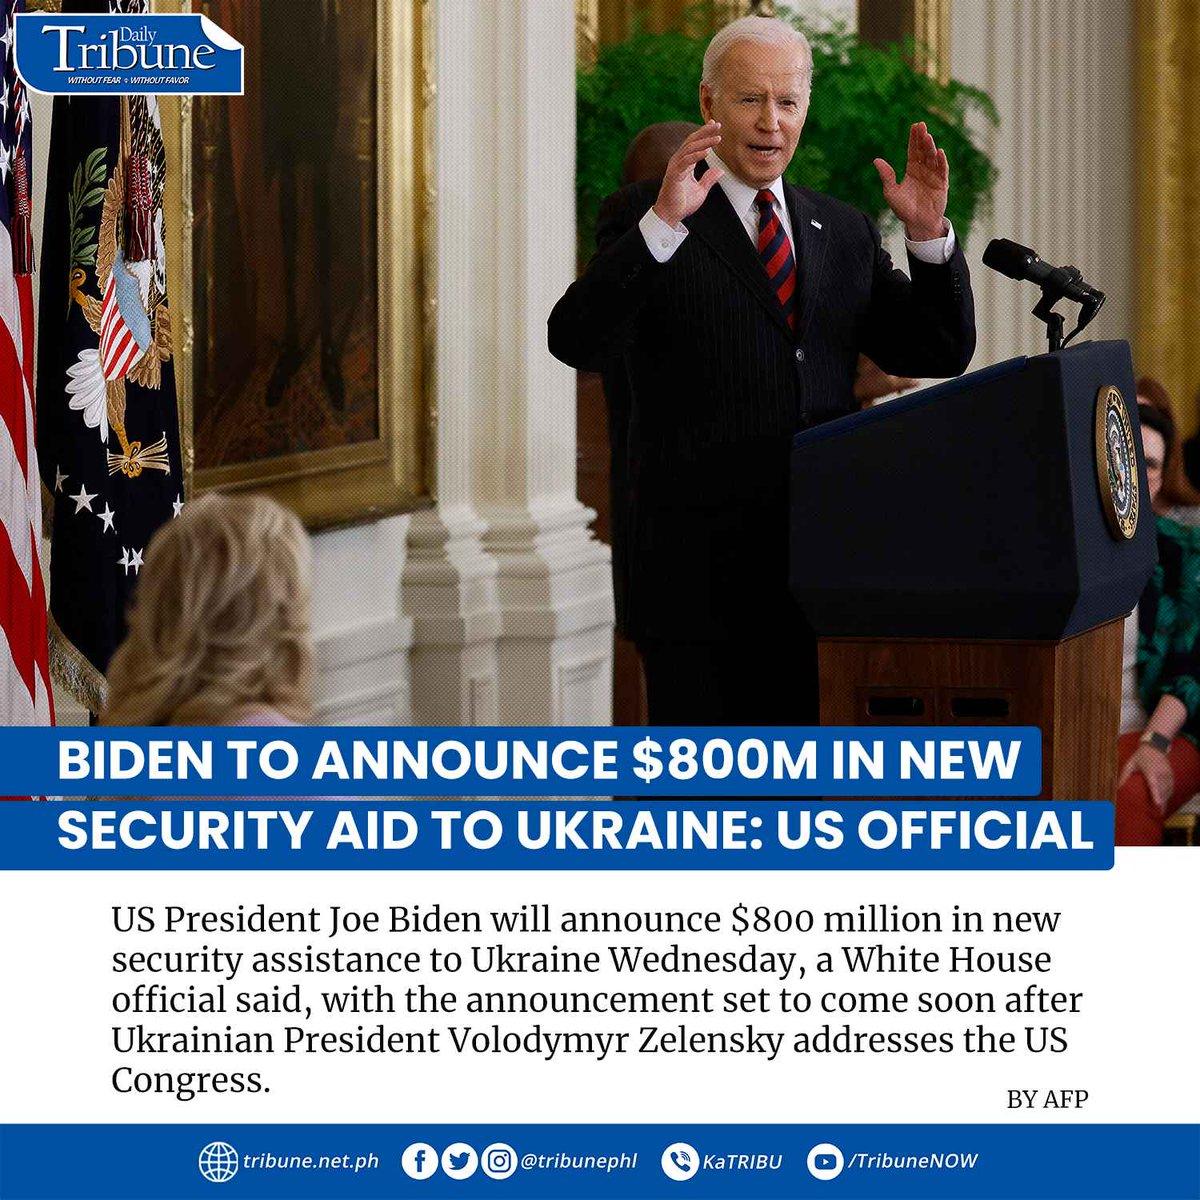 Daily
Tribune
WITHOUT FEAR • WITHOUT FAVOR
BIDEN TO ANNOUNCE $800M IN NEW
SECURITY AID TO UKRAINE: US OFFICIAL
US President Joe Biden will announce $800 million in new
security assistance to Ukraine Wednesday, a White House
official said, with the announcement set to come soon after
Ukrainian President Volodymyr Zelensky addresses the US
Congress.
BY AFP
tribune.net.ph @tribunephl KaTRIBU /TribuneNOW